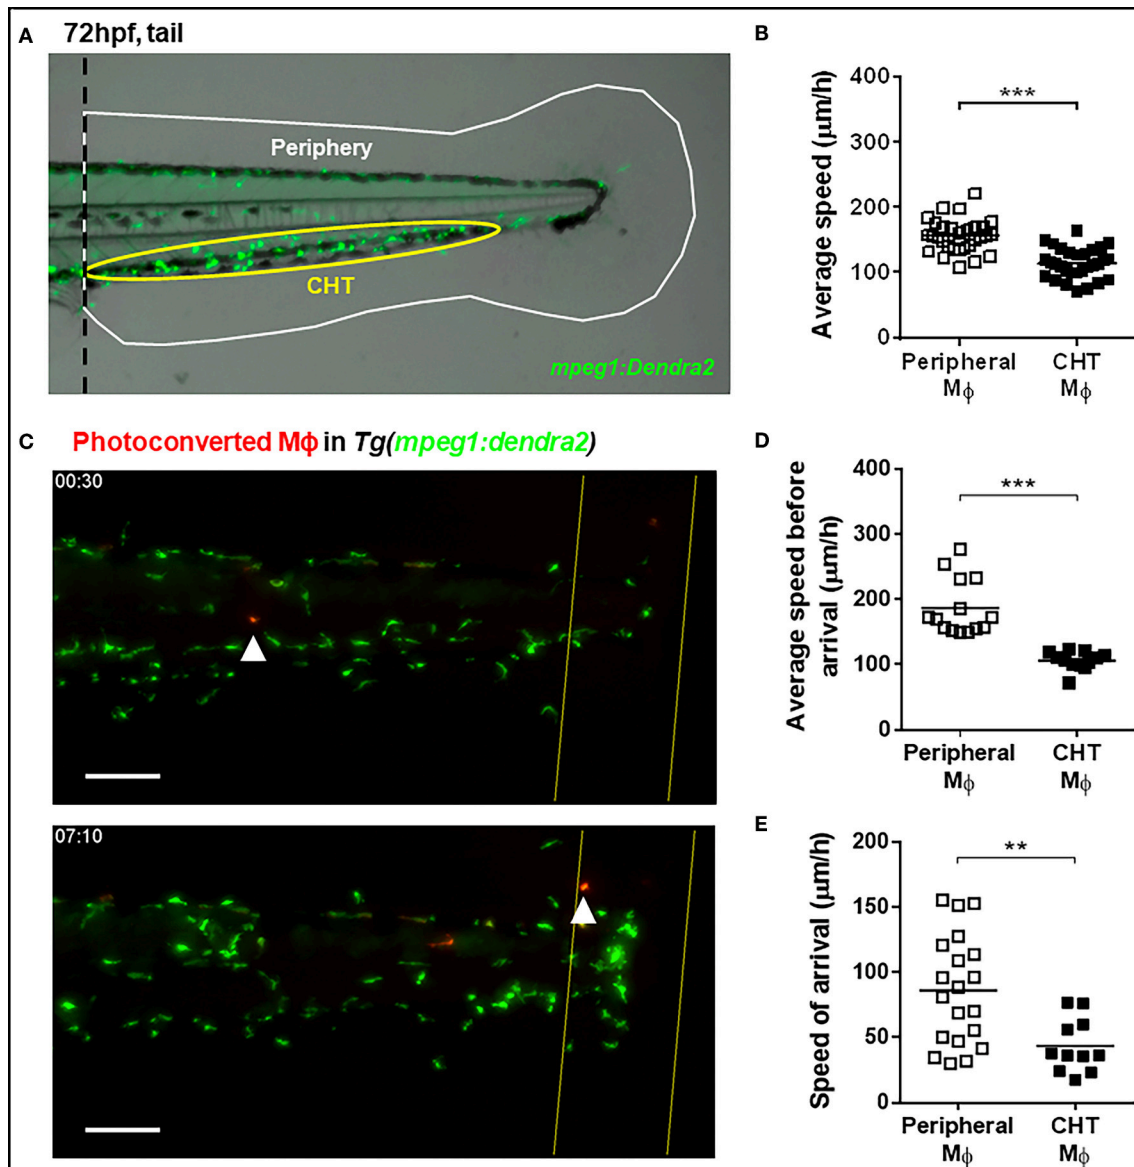 A
72hpf, tail
Periphery
CHT
mpeg1:Dendra2
B
Average speed (µm/h)
400
300
200
100
0
***
Peripheral
Mϕ
CHT
Mϕ
C
Photoconverted Mϕ in Tg(mpeg1:dendra2)
00:30
07:10
D
Average speed before
arrival (µm/h)
400
300
200
100
0
***
Peripheral
Mϕ
CHT
Mϕ
E
Speed of arrival (µm/h)
200
150
100
50
0
**
Peripheral
Mϕ
CHT
Mϕ